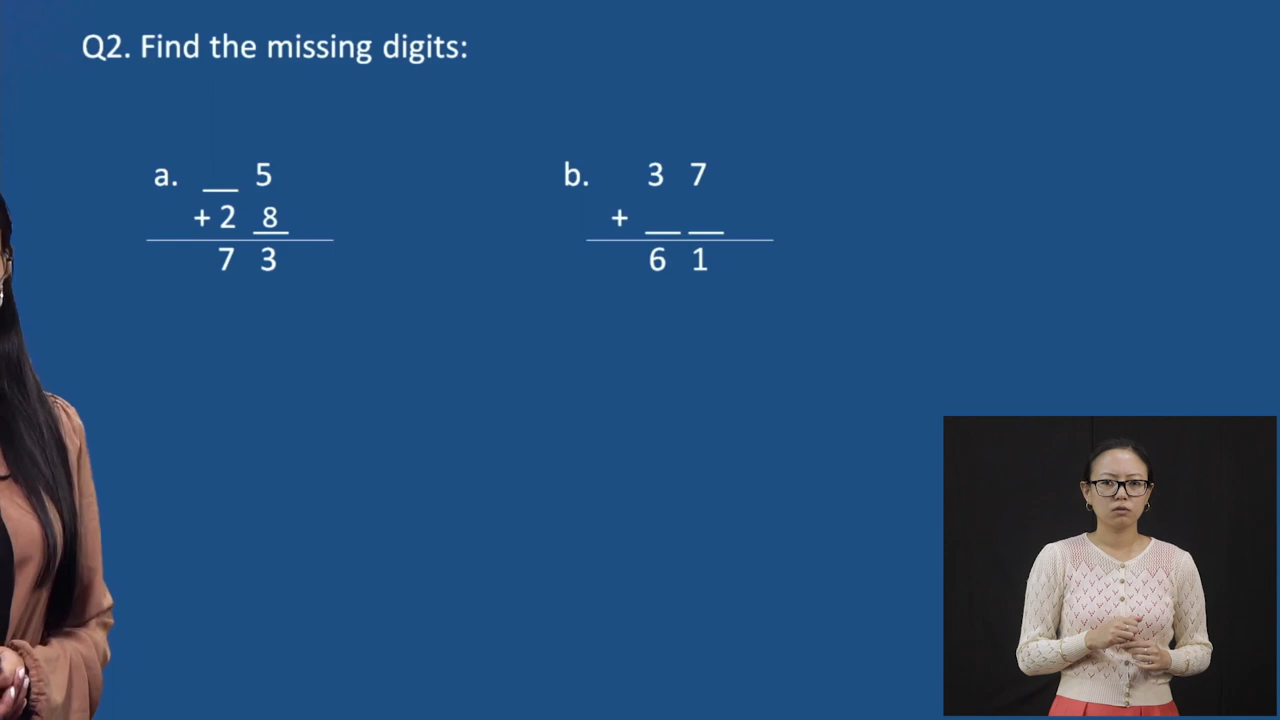 Q2. Find the missing digits:
a. __ 5
+ 2 8
7 3
b. 3 7
+ __ __
6 1